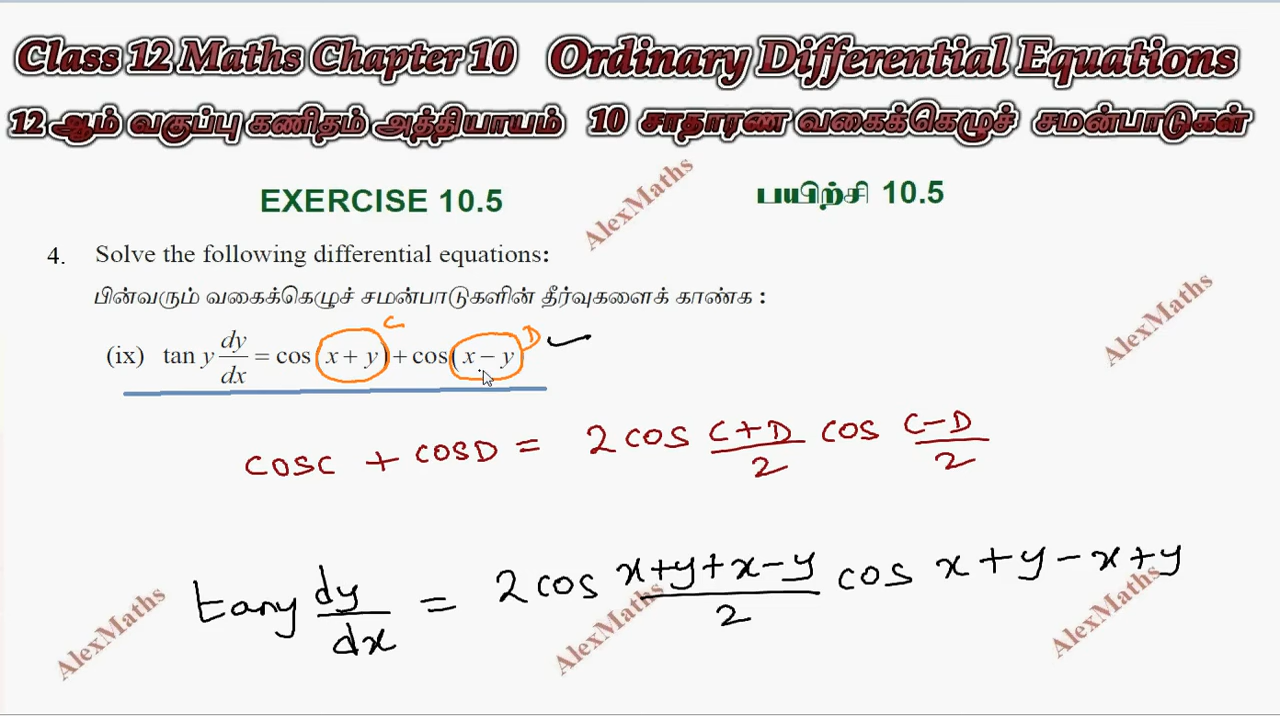 Class 12 Maths Chapter 10 Ordinary Differential Equations
12 ஆம் வகுப்பு கணிதம் அத்தியாயம் 10 சாதாரண வகைக்கெழுச் சமன்பாடுகள்
EXERCISE 10.5 பயிற்சி 10.5
AlexMaths
4. Solve the following differential equations:
பின்வரும் வகைக்கெழுச் சமன்பாடுகளின் தீர்வுகளைக் காண்க :
AlexMaths
C D
(ix) tan y dy/dx = cos (x + y) + cos(x − y)
cosC + cosD = 2 cos C+D/2 cos C−D/2
tany dy/dx = 2 cos x+y+x−y/2 cos x+y−x+y
AlexMaths AlexMaths AlexMaths